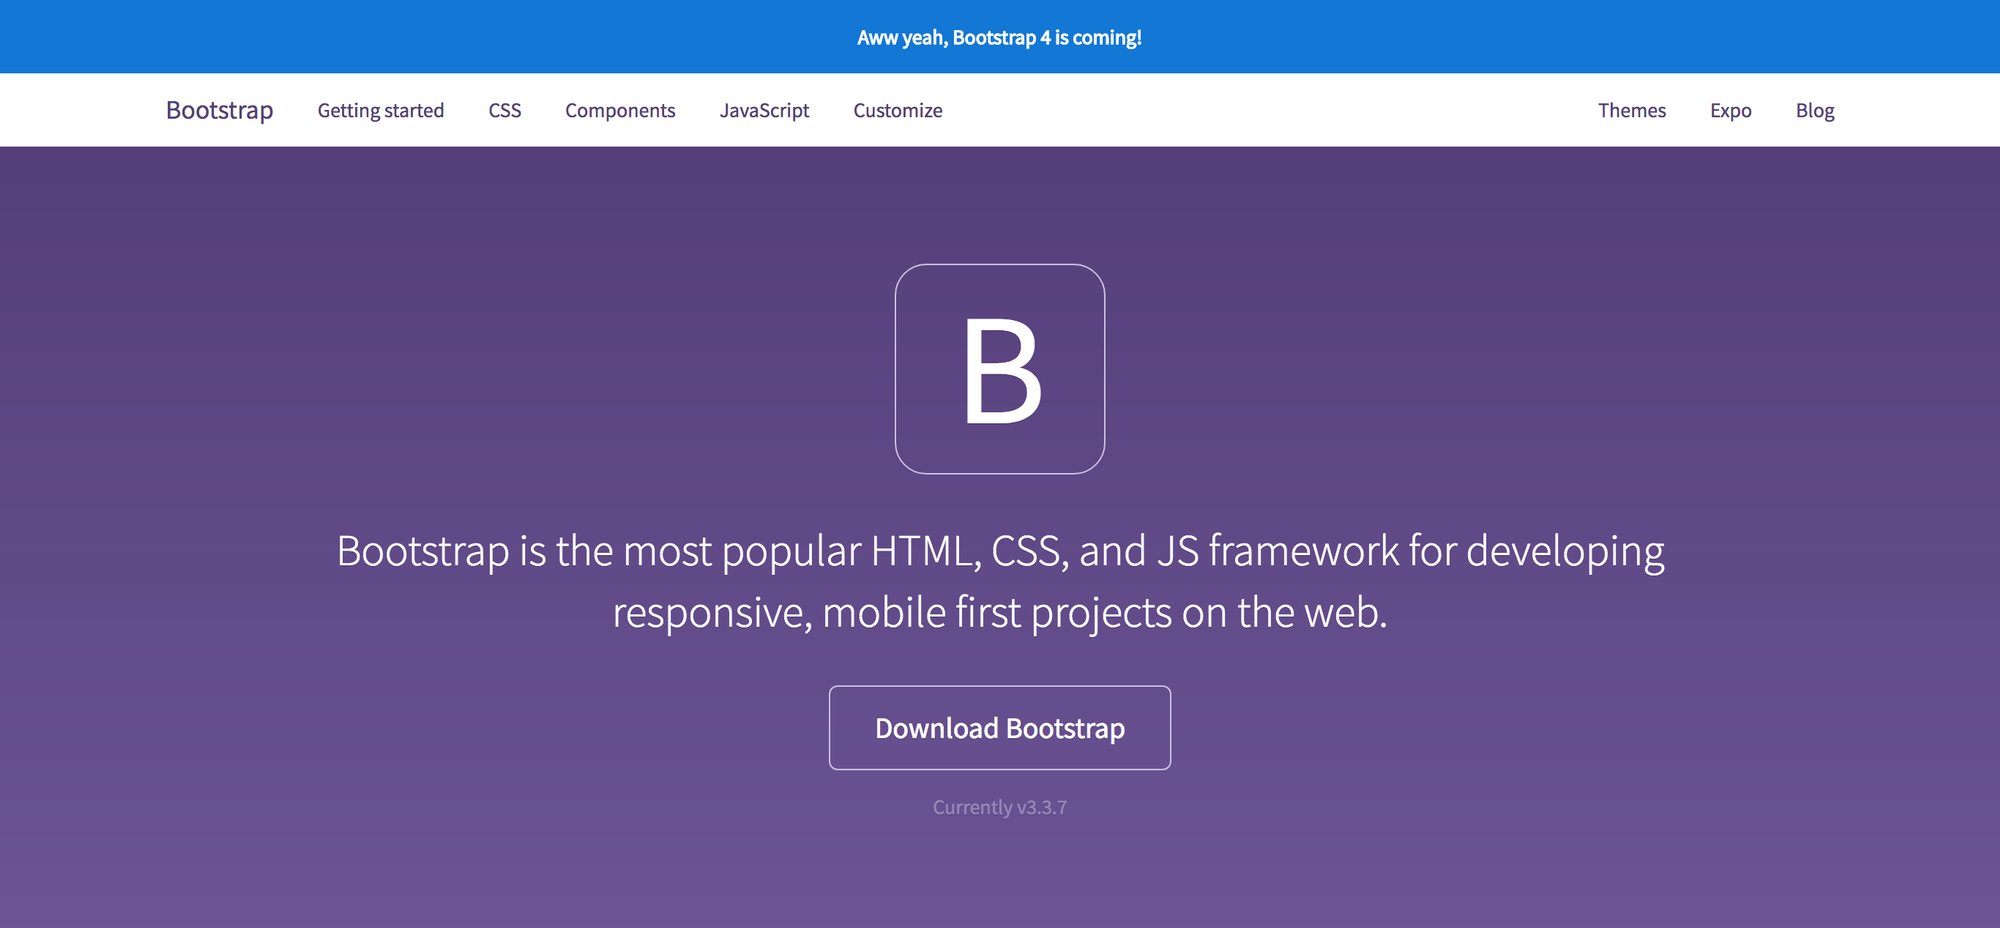 Aww yeah, Bootstrap 4 is coming!
Bootstrap Getting started CSS Components JavaScript Customize Themes Expo Blog
B
Bootstrap is the most popular HTML, CSS, and JS framework for developing
responsive, mobile first projects on the web.
Download Bootstrap
Currently v3.3.7